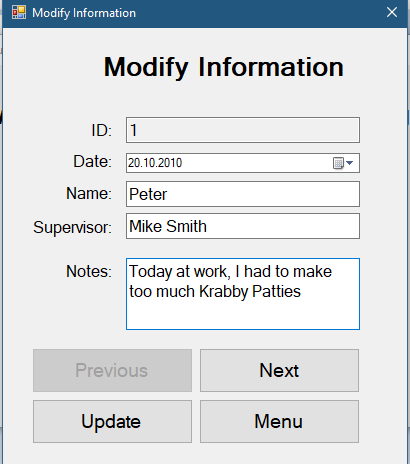 Modify Information
Modify Information
ID: 1
Date: 20.10.2010
Name: Peter
Supervisor: Mike Smith
Notes: Today at work, I had to make
too much Krabby Patties
Previous Next
Update Menu